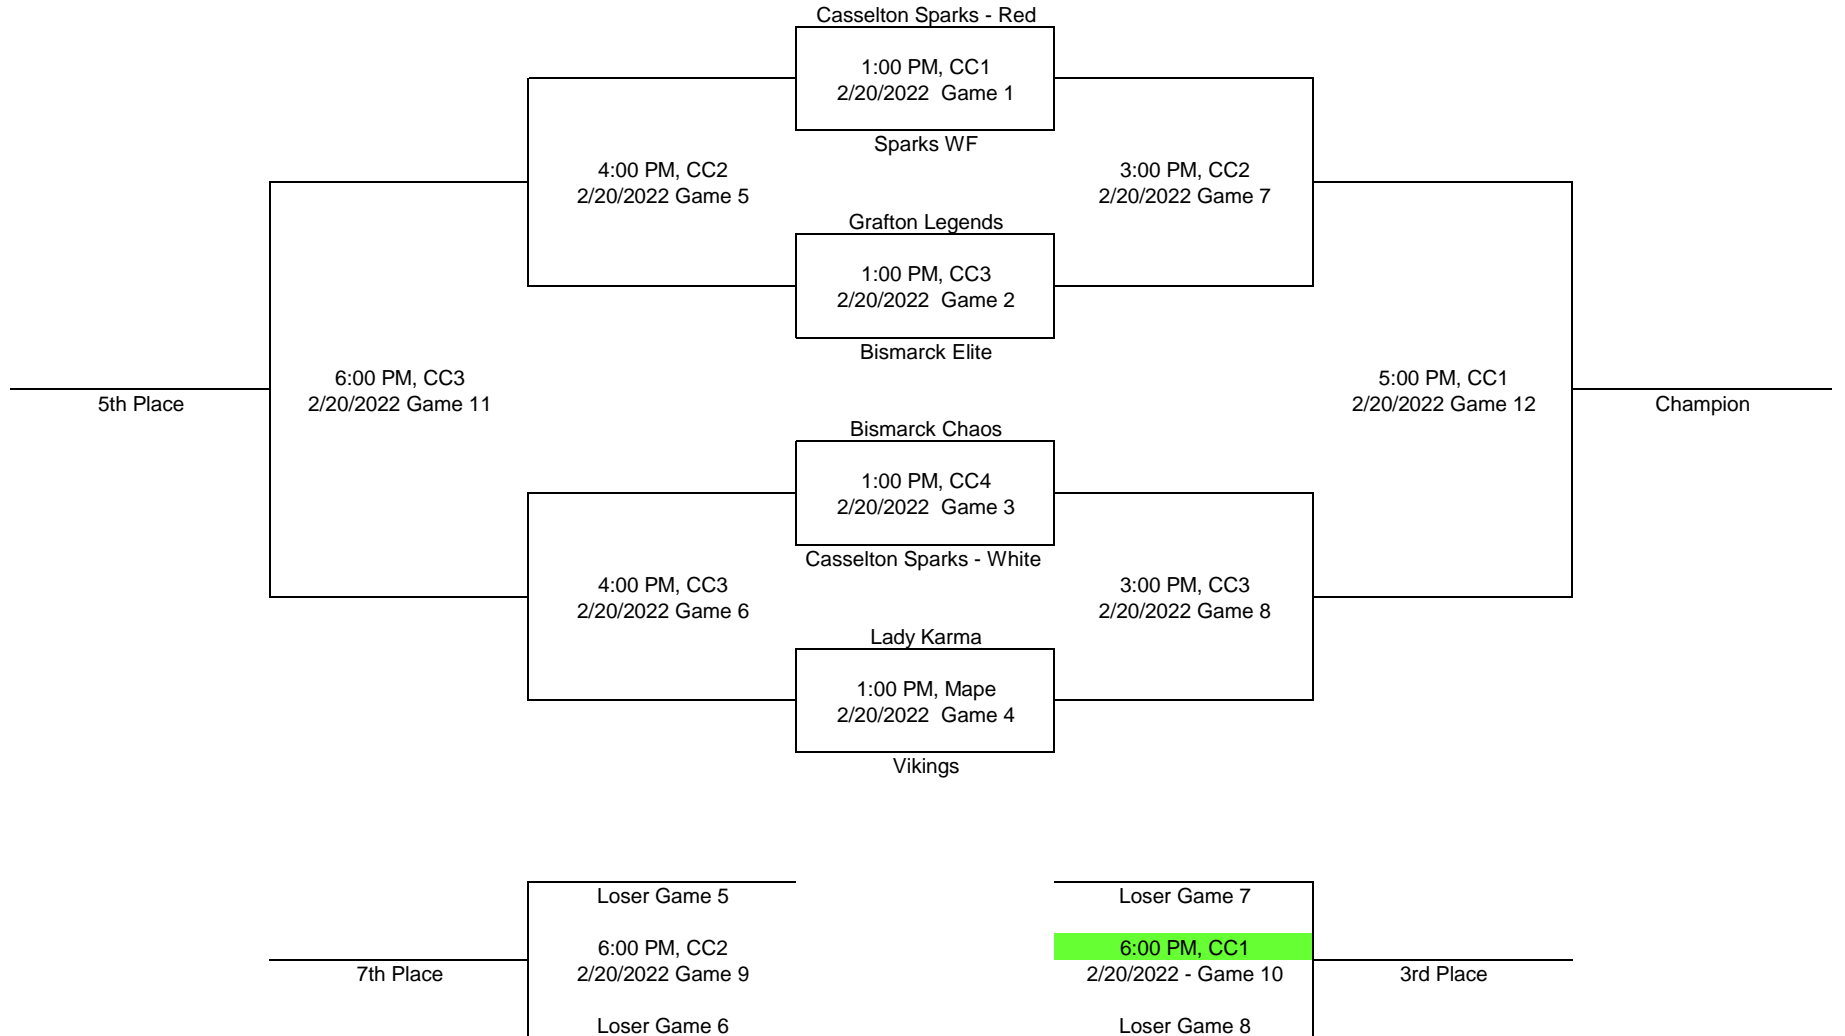 Casselton Sparks - Red
1:00 PM, CC1
2/20/2022  Game 1
Sparks WF
4:00 PM, CC2
2/20/2022 Game 5
3:00 PM, CC2
2/20/2022 Game 7
Grafton Legends
1:00 PM, CC3
2/20/2022  Game 2
Bismarck Elite
6:00 PM, CC3
2/20/2022 Game 11
5th Place
5:00 PM, CC1
2/20/2022 Game 12
Champion
Bismarck Chaos
1:00 PM, CC4
2/20/2022  Game 3
Casselton Sparks - White
4:00 PM, CC3
2/20/2022 Game 6
3:00 PM, CC3
2/20/2022 Game 8
Lady Karma
1:00 PM, Mape
2/20/2022  Game 4
Vikings
Loser Game 5
6:00 PM, CC2
2/20/2022 Game 9
7th Place
Loser Game 6
Loser Game 7
6:00 PM, CC1
2/20/2022 - Game 10
3rd Place
Loser Game 8